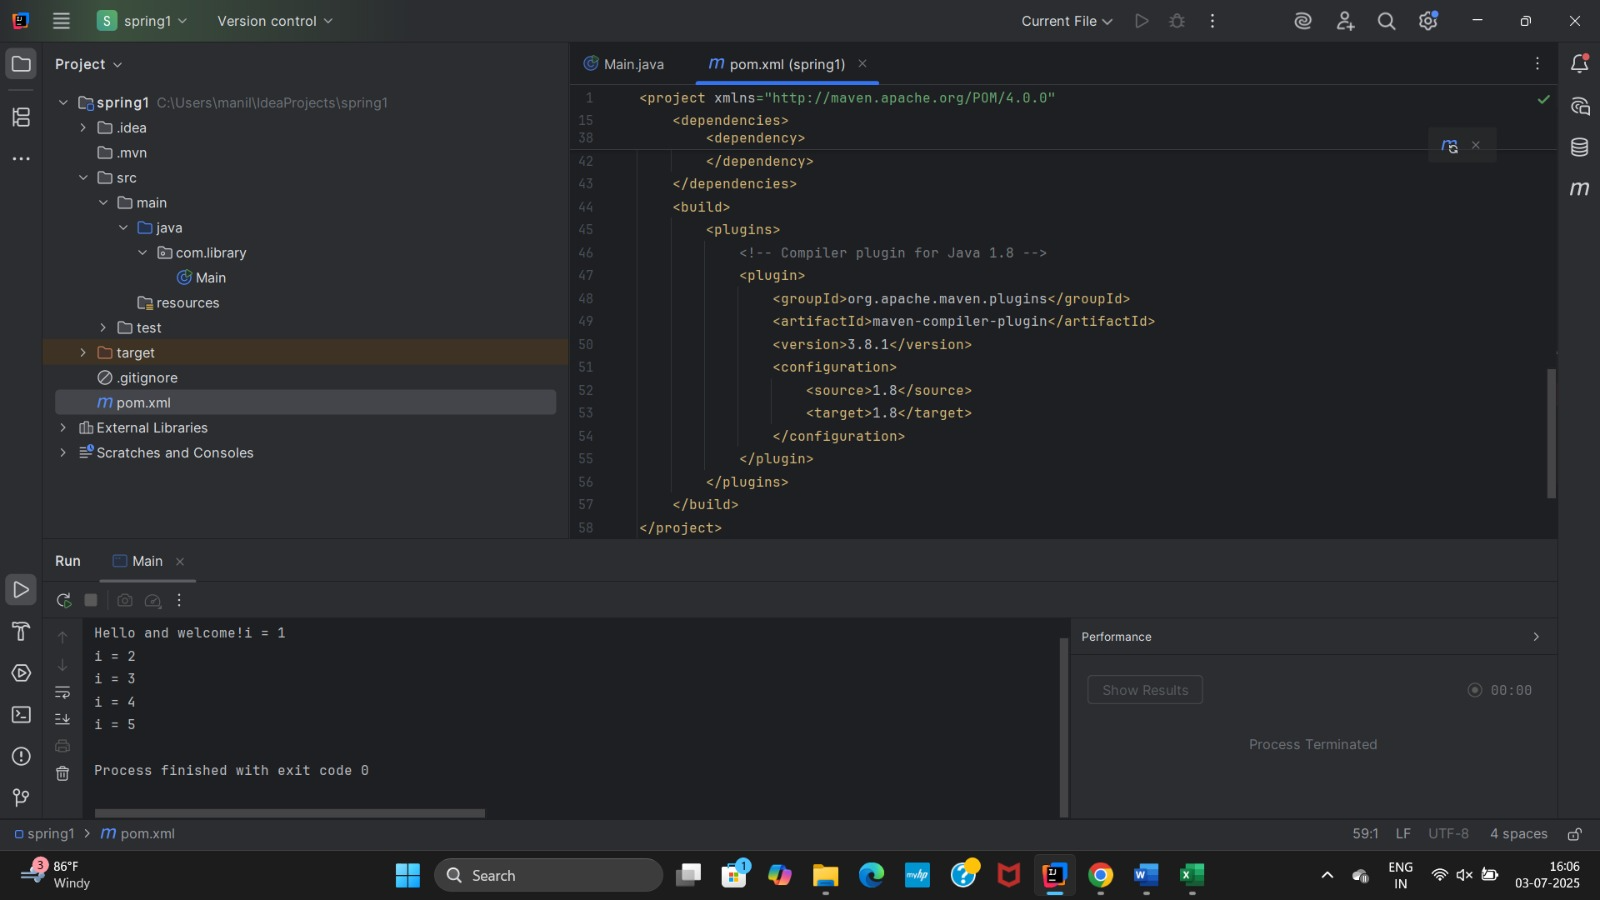 S spring1 Version control Current File
Project
spring1 C:\Users\manil\IdeaProjects\spring1
.idea
.mvn
src
main
java
com.library
Main
resources
test
target
.gitignore
m pom.xml
External Libraries
Scratches and Consoles
Main.java m pom.xml (spring1)
1 <project xmlns="http://maven.apache.org/POM/4.0.0"
15 <dependencies>
38 <dependency>
42 </dependency>
43 </dependencies>
44 <build>
45 <plugins>
46 <!-- Compiler plugin for Java 1.8 -->
47 <plugin>
48 <groupId>org.apache.maven.plugins</groupId>
49 <artifactId>maven-compiler-plugin</artifactId>
50 <version>3.8.1</version>
51 <configuration>
52 <source>1.8</source>
53 <target>1.8</target>
54 </configuration>
55 </plugin>
56 </plugins>
57 </build>
58 </project>
m
m
Run Main
Hello and welcome!i = 1
i = 2
i = 3
i = 4
i = 5
Process finished with exit code 0
Performance
Show Results 00:00
Process Terminated
spring1 > m pom.xml 59:1 LF UTF-8 4 spaces
3 86°F
Windy
Search
1
myhp
ENG
IN
16:06
03-07-2025